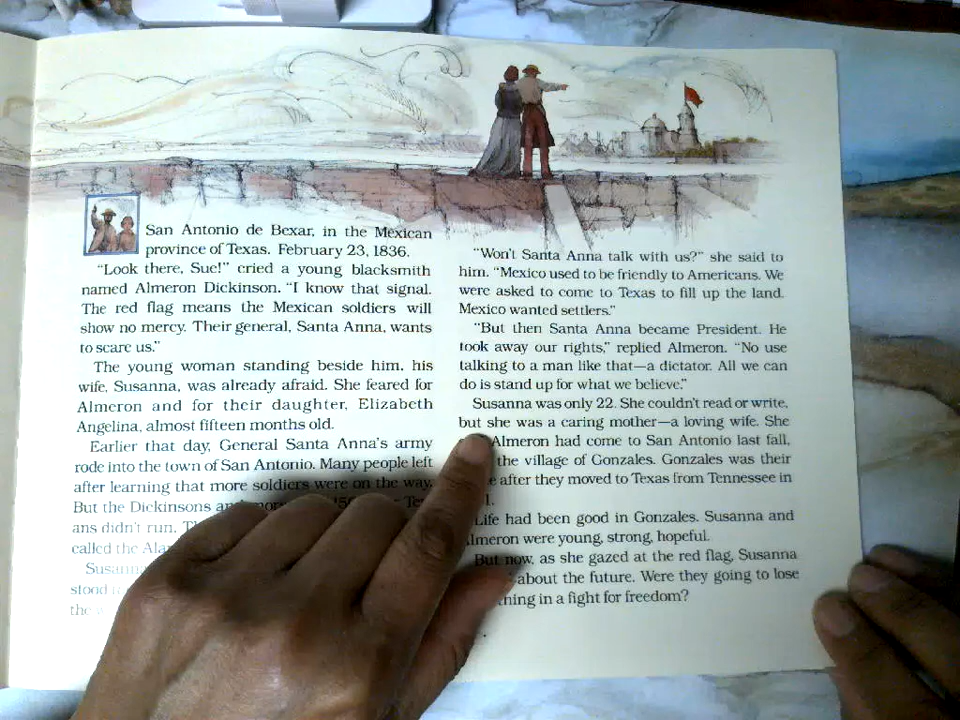 San Antonio de Bexar, in the Mexican
province of Texas. February 23, 1836.
"Look there, Sue!" cried a young blacksmith
named Almeron Dickinson. "I know that signal.
The red flag means the Mexican soldiers will
show no mercy. Their general, Santa Anna, wants
to scare us."
The young woman standing beside him, his
wife, Susanna, was already afraid. She feared for
Almeron and for their daughter, Elizabeth
Angelina, almost fifteen months old.
Earlier that day, General Santa Anna's army
rode into the town of San Antonio. Many people left
after learning that more soldiers were on the way.
But the Dickinsons and
ans didn't run.
called the
Susanna
stood
the
"Won't Santa Anna talk with us?" she said to
him. "Mexico used to be friendly to Americans. We
were asked to come to Texas to fill up the land.
Mexico wanted settlers."
"But then Santa Anna became President. He
took away our rights," replied Almeron. "No use
talking to a man like that—a dictator. All we can
do is stand up for what we believe."
Susanna was only 22. She couldn't read or write,
but she was a caring mother—a loving wife. She
Almeron had come to San Antonio last fall,
the village of Gonzales. Gonzales was their
after they moved to Texas from Tennessee in
Life had been good in Gonzales. Susanna and
Almeron were young, strong, hopeful.
But now, as she gazed at the red flag, Susanna
about the future. Were they going to lose
in a fight for freedom?